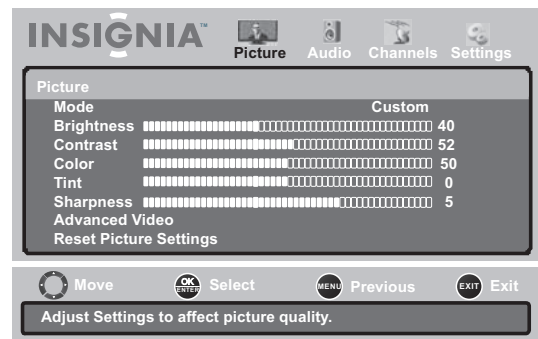 INSIGNIA™
Picture Audio Channels Settings
Picture
Mode Custom
Brightness 40
Contrast 52
Color 50
Tint 0
Sharpness 5
Advanced Video
Reset Picture Settings
Move OK ENTER Select MENU Previous EXIT Exit
Adjust Settings to affect picture quality.